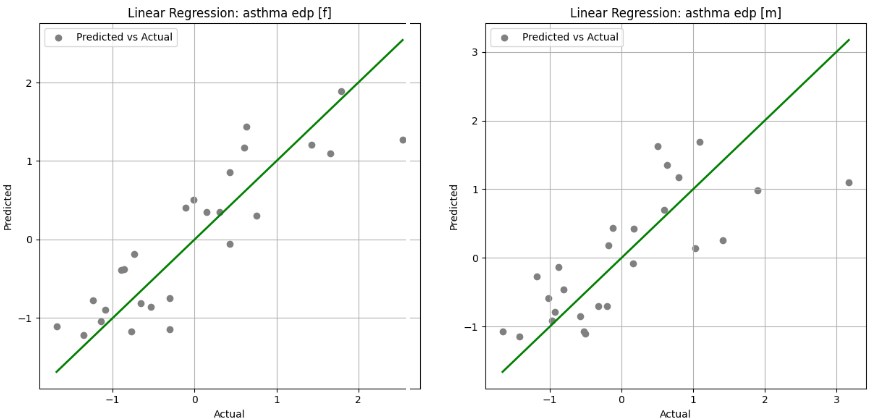 Linear Regression: asthma edp [f]
Predicted vs Actual
2
1
0
−1
Predicted
−1
0
1
2
Actual
Linear Regression: asthma edp [m]
Predicted vs Actual
3
2
1
0
−1
Predicted
−1
0
1
2
3
Actual